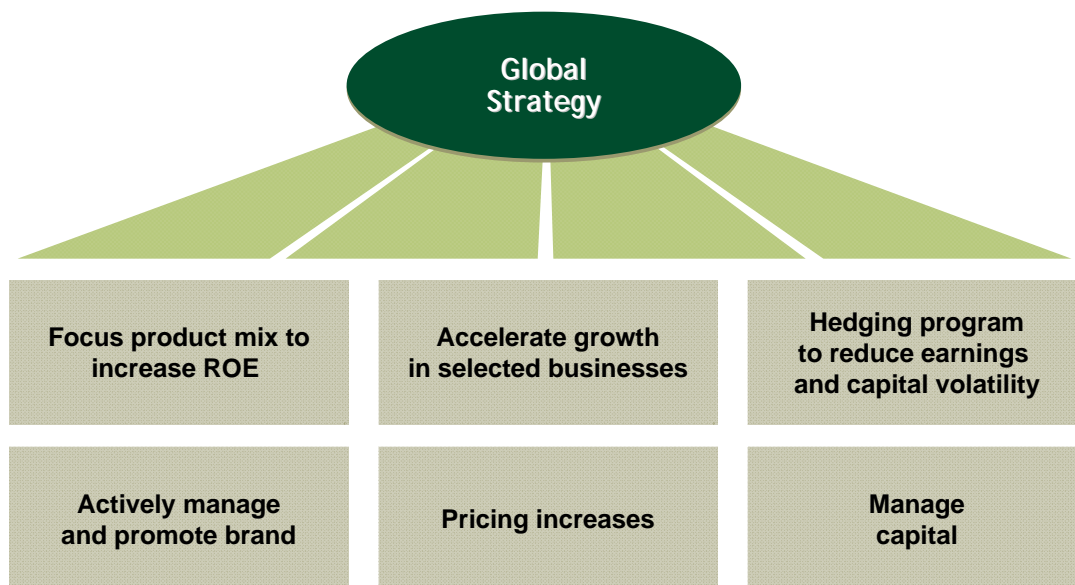 Global
Strategy
Focus product mix to
increase ROE
Accelerate growth
in selected businesses
Hedging program
to reduce earnings
and capital volatility
Actively manage
and promote brand
Pricing increases
Manage
capital